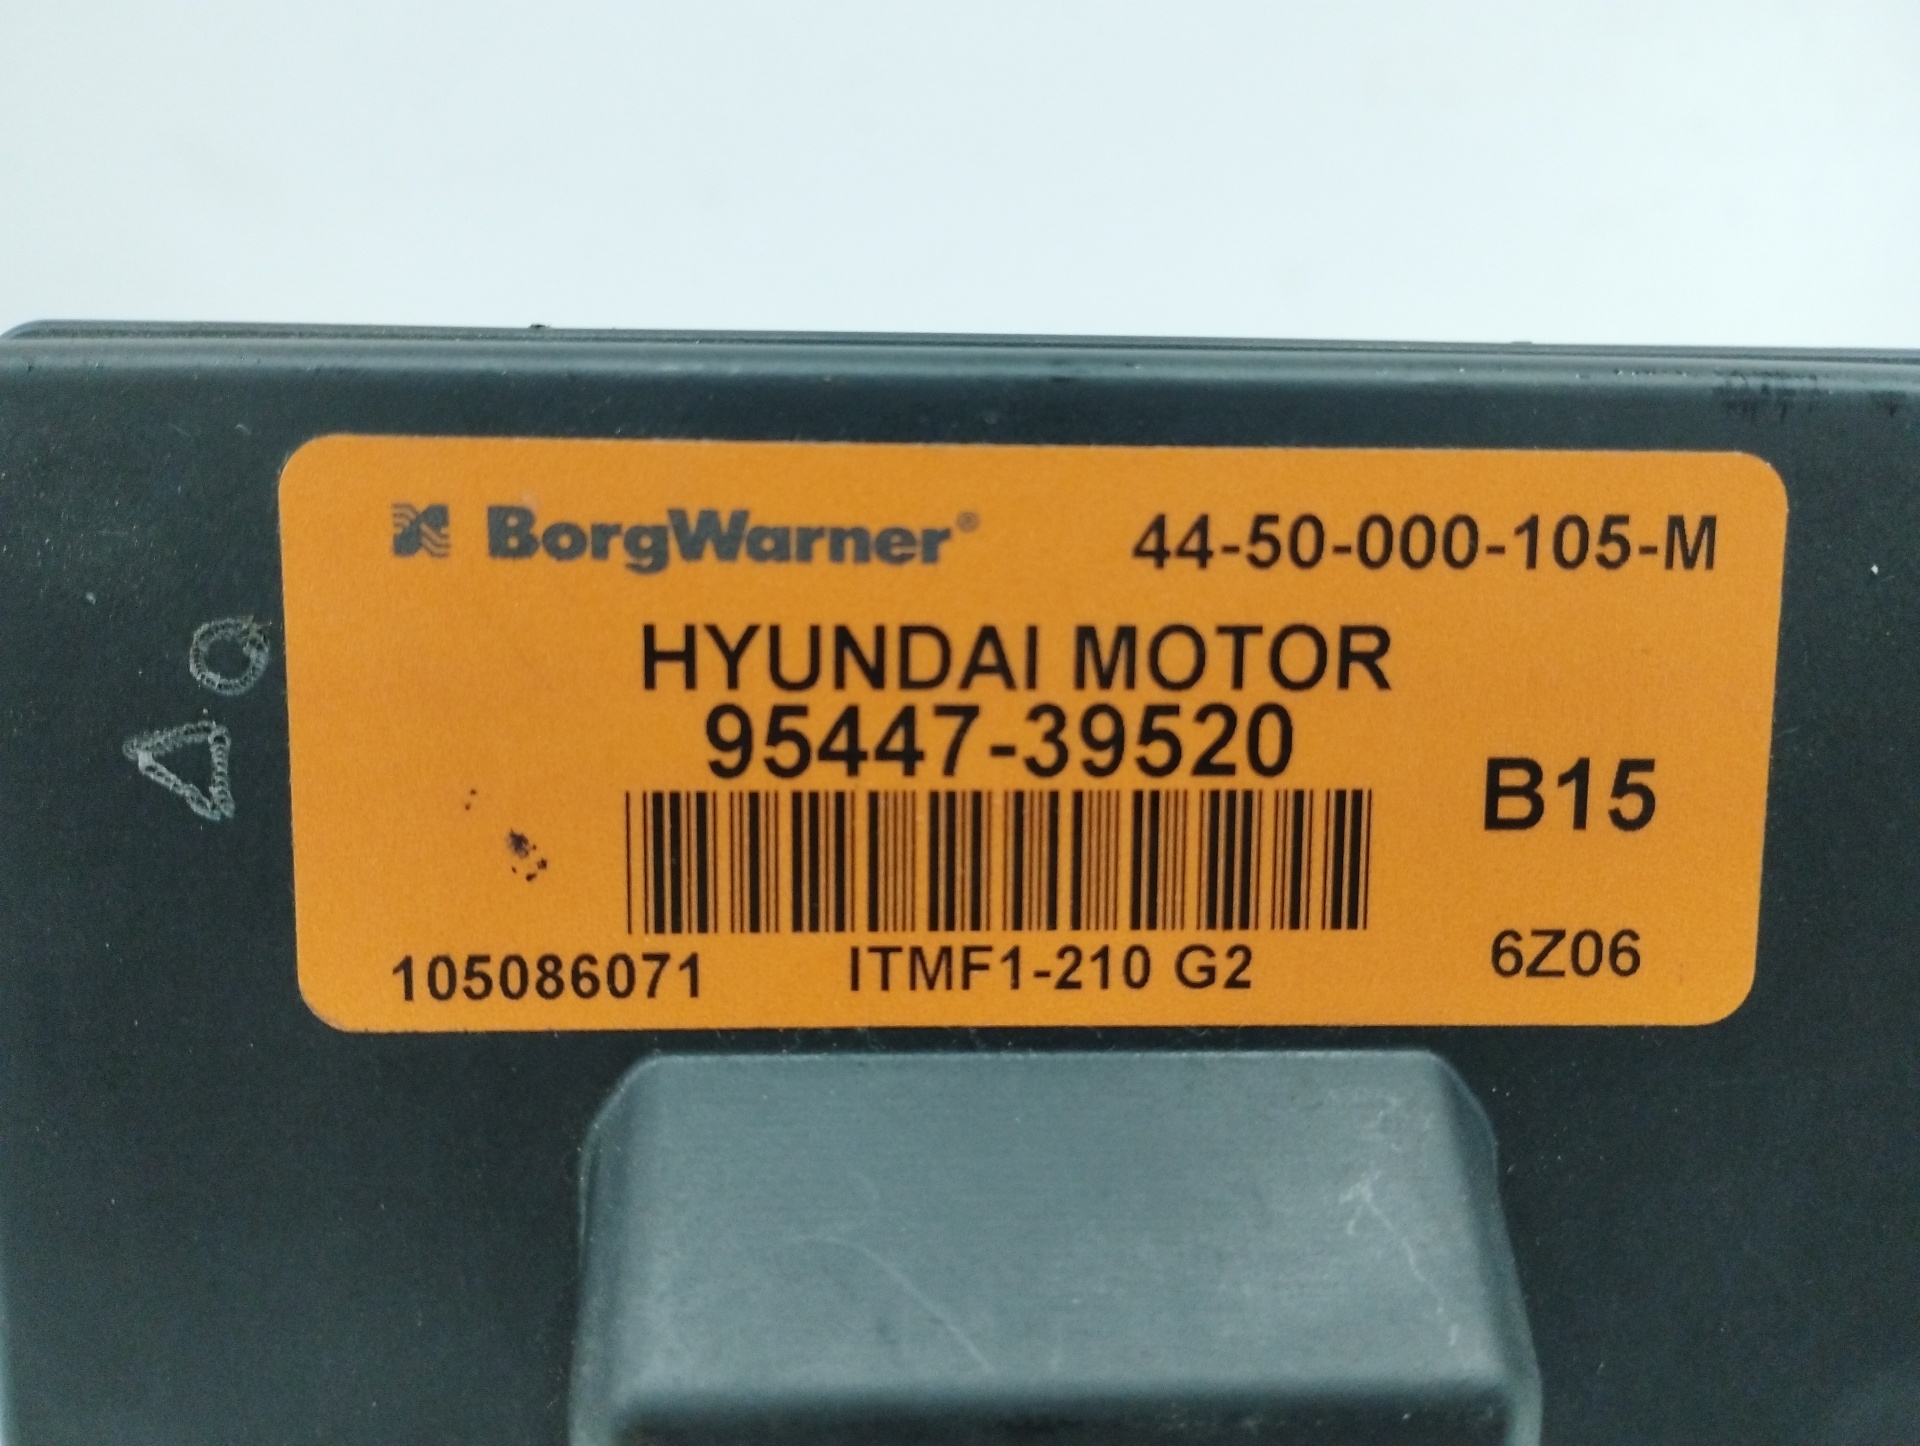 BorgWarner® 44-50-000-105-M
HYUNDAI MOTOR
95447-39520
B15
105086071 ITMF1-210 G2 6Z06